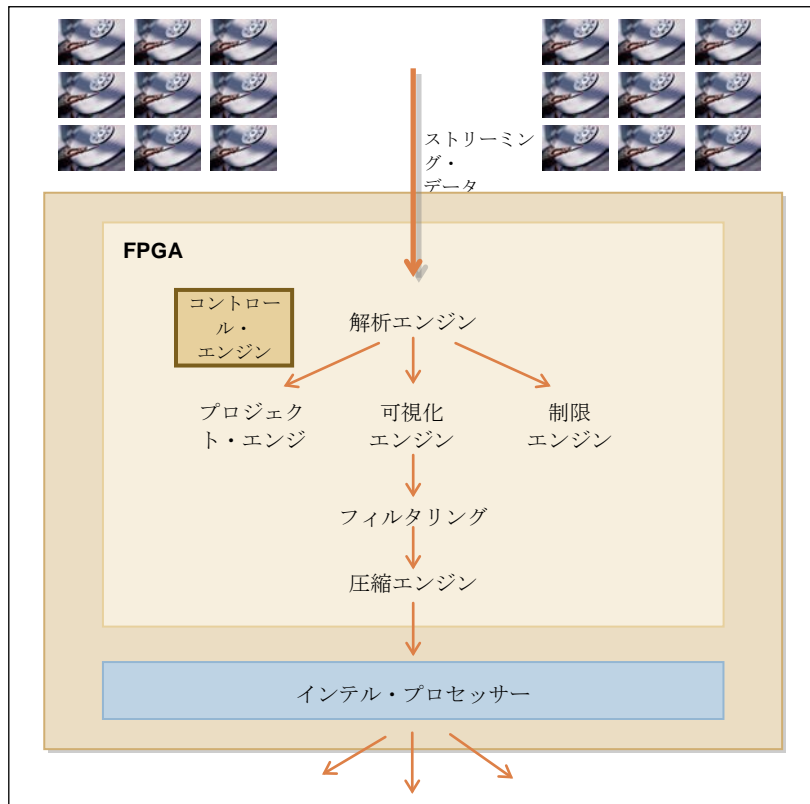 ストリーミン
グ・
データ
FPGA
コントロー
ル・
エンジン
解析エンジン
プロジェク
ト・エンジ
可視化
エンジン
制限
エンジン
フィルタリング
圧縮エンジン
インテル・プロセッサー